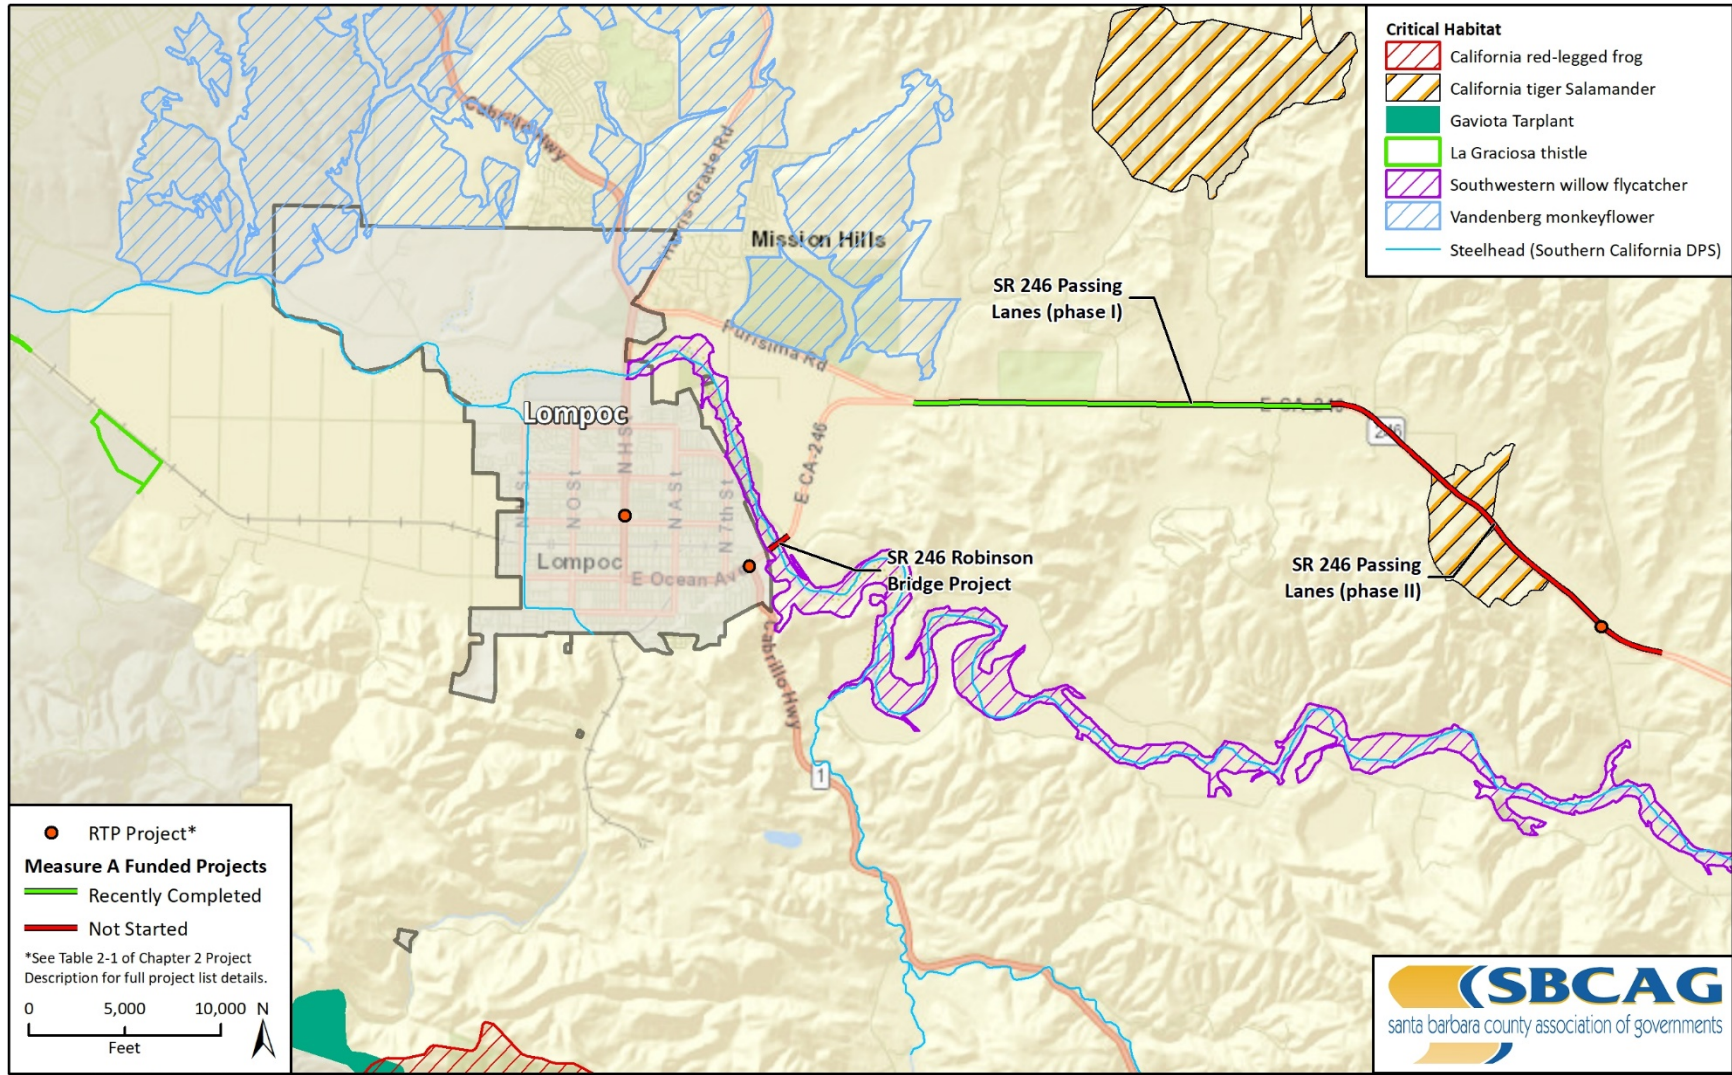 Critical Habitat
California red-legged frog
California tiger Salamander
Gaviota Tarplant
La Graciosa thistle
Southwestern willow flycatcher
Vandenberg monkeyflower
Steelhead (Southern California DPS)
Cabrillo Hwy
Harris Grade Rd
Mission Hills
SR 246 Passing
Lanes (phase I)
Purisima Rd
E CA-246
246
Lompoc
N H St
E CA-246
N O St
N A St
N 7th St
Lompoc
E Ocean Ave
SR 246 Robinson
Bridge Project
SR 246 Passing
Lanes (phase II)
Cabrillo Hwy
1
RTP Project*
Measure A Funded Projects
Recently Completed
Not Started
*See Table 2-1 of Chapter 2 Project
Description for full project list details.
0 5,000 10,000 N
Feet
SBCAG
santa barbara county association of governments